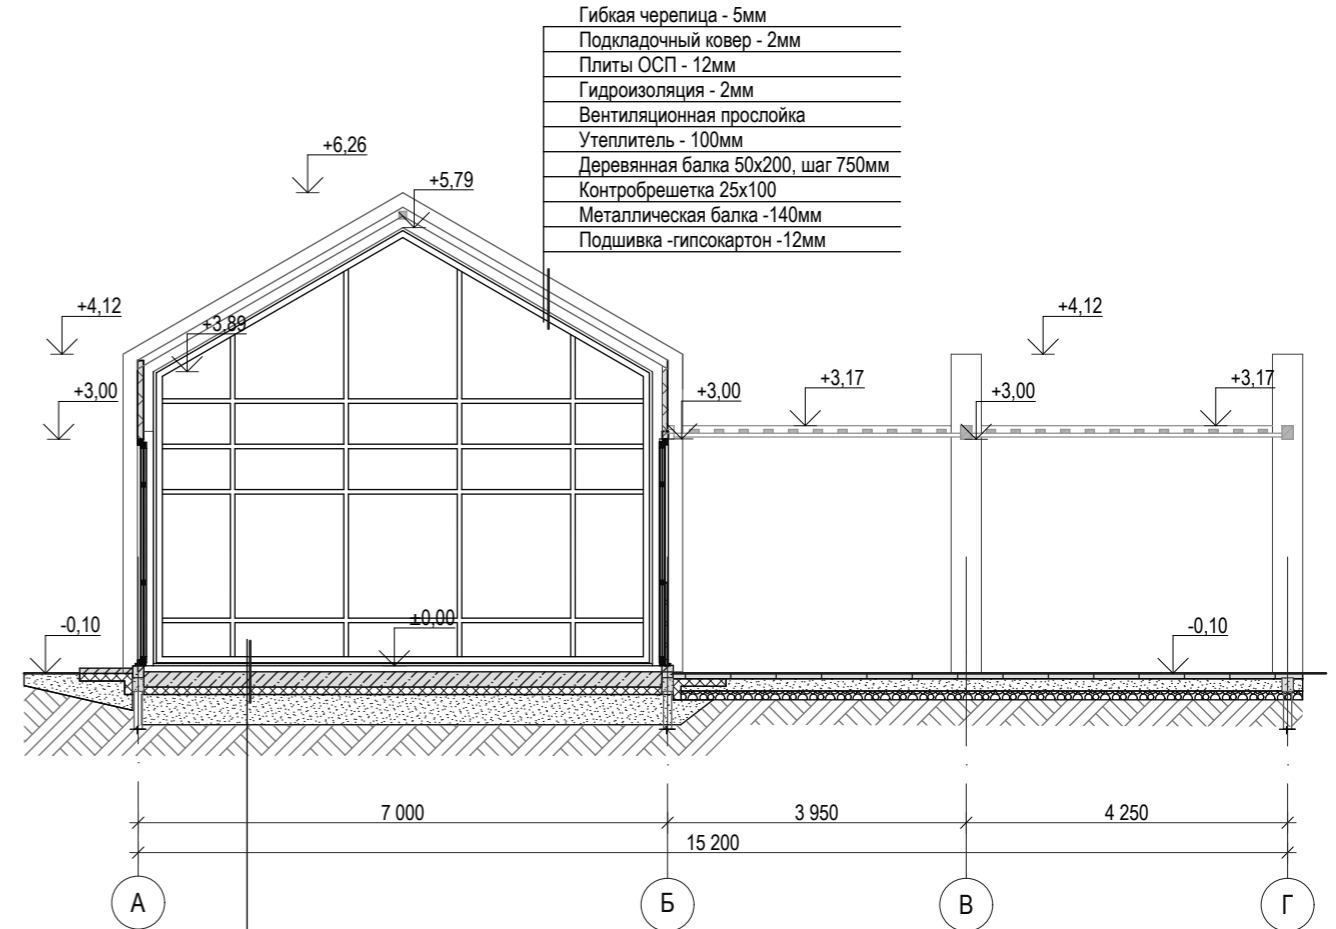 Гибкая черепица - 5мм
Подкладочный ковер - 2мм
Плиты ОСП - 12мм
Гидроизоляция - 2мм
Вентиляционная прослойка
Утеплитель - 100мм
Деревянная балка 50х200, шаг 750мм
Контробрешетка 25х100
Металлическая балка -140мм
Подшивка -гипсокартон -12мм
+6,26
+5,79
+4,12
+3,89
+4,12
+3,00
+3,00
+3,17
+3,00
+3,17
-0,10
±0,00
-0,10
7 000
3 950
4 250
15 200
А
Б
В
Г